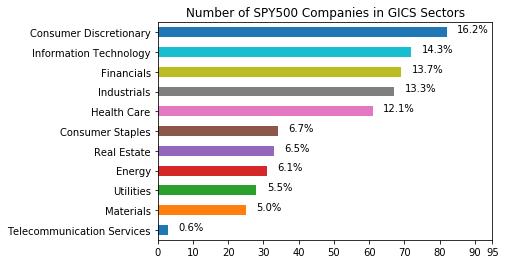 Number of SPY500 Companies in GICS Sectors
Consumer Discretionary 16.2%
Information Technology 14.3%
Financials 13.7%
Industrials 13.3%
Health Care 12.1%
Consumer Staples 6.7%
Real Estate 6.5%
Energy 6.1%
Utilities 5.5%
Materials 5.0%
Telecommunication Services 0.6%
0 10 20 30 40 50 60 70 80 90 95